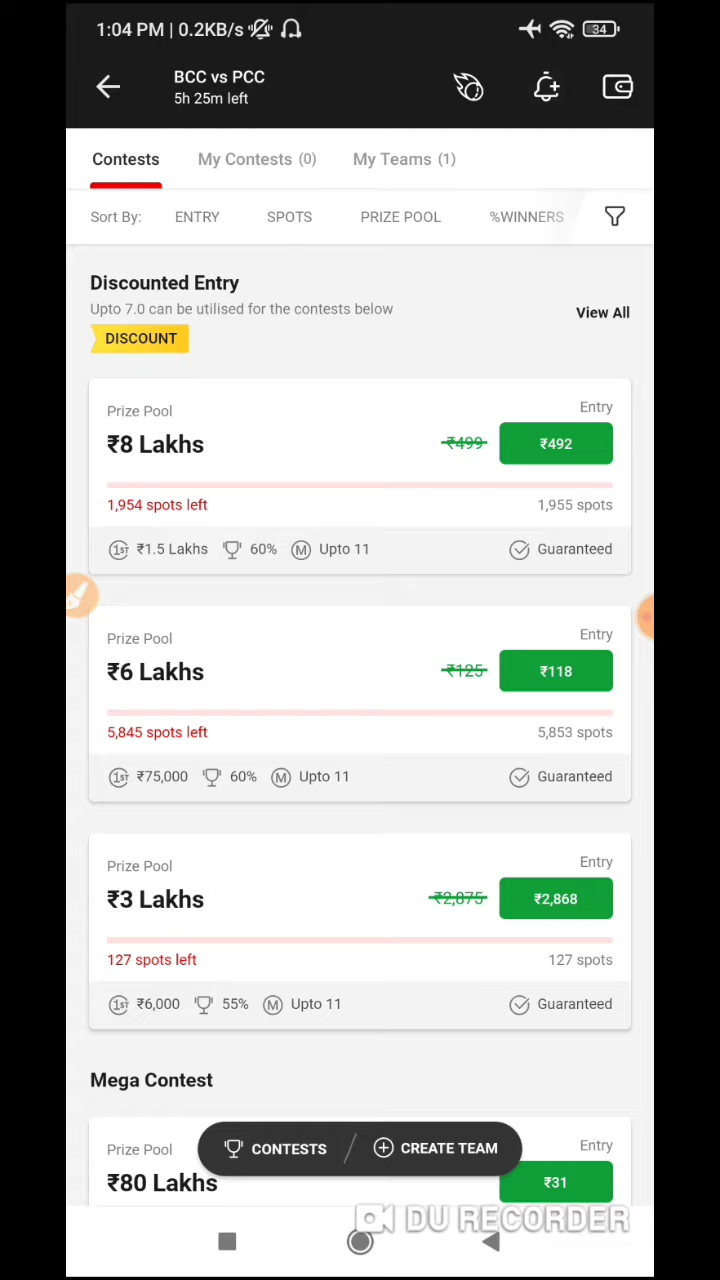 1:04 PM | 0.2KB/s
34
BCC vs PCC
5h 25m left
Contests My Contests (0) My Teams (1)
Sort By: ENTRY SPOTS PRIZE POOL %WINNERS
Discounted Entry
Upto 7.0 can be utilised for the contests below
View All
DISCOUNT
Prize Pool Entry
₹8 Lakhs ₹499 ₹492
1,954 spots left 1,955 spots
1ST ₹1.5 Lakhs 60% M Upto 11 Guaranteed
Prize Pool Entry
₹6 Lakhs ₹125 ₹118
5,845 spots left 5,853 spots
1ST ₹75,000 60% M Upto 11 Guaranteed
Prize Pool Entry
₹3 Lakhs ₹2,875 ₹2,868
127 spots left 127 spots
1ST ₹6,000 55% M Upto 11 Guaranteed
Mega Contest
Prize Pool Entry
CONTESTS CREATE TEAM
₹80 Lakhs ₹31
DU RECORDER